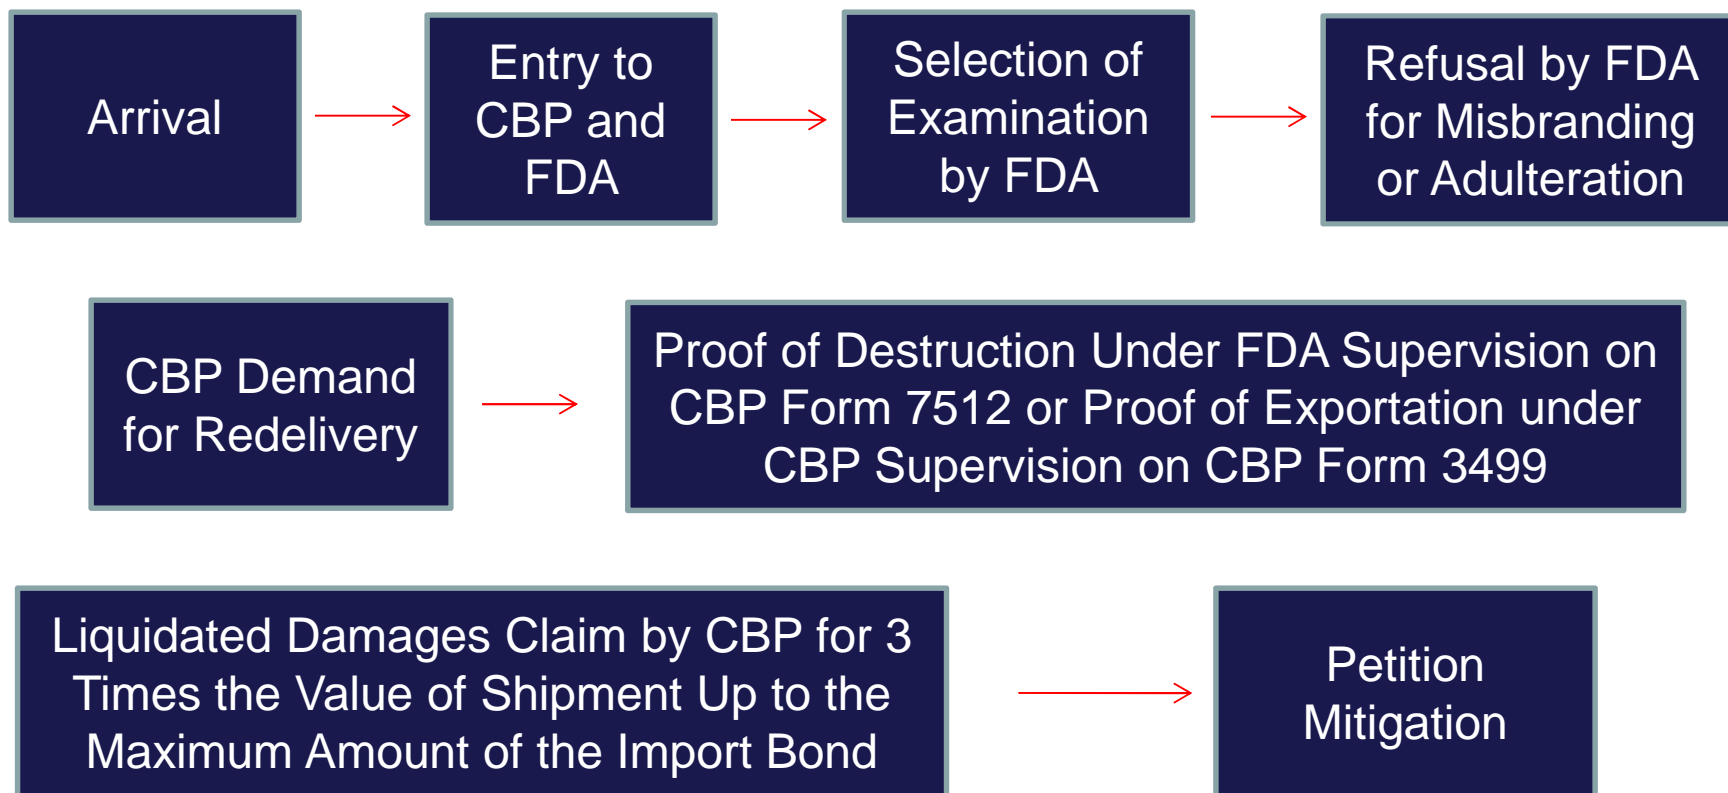 Arrival
Entry to
CBP and
FDA
Selection of
Examination
by FDA
Refusal by FDA
for Misbranding
or Adulteration
CBP Demand
for Redelivery
Proof of Destruction Under FDA Supervision on
CBP Form 7512 or Proof of Exportation under
CBP Supervision on CBP Form 3499
Liquidated Damages Claim by CBP for 3
Times the Value of Shipment Up to the
Maximum Amount of the Import Bond
Petition
Mitigation